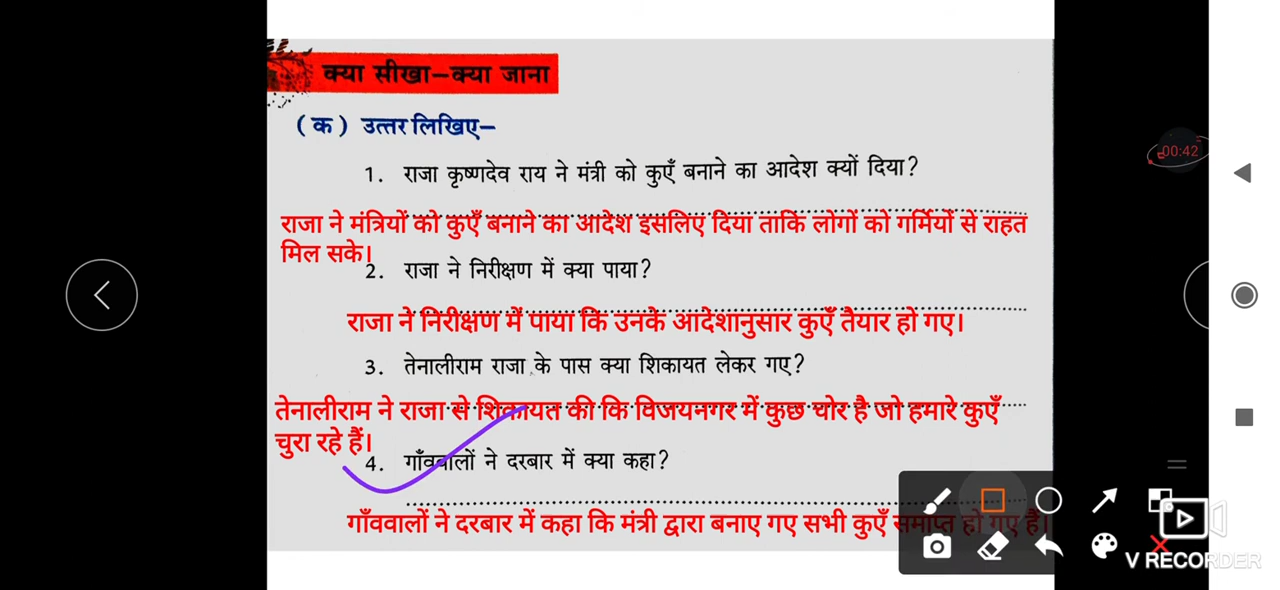 00:42
क्या सीखा-क्या जाना
(क) उत्तर लिखिए-
1. राजा कृष्णदेव राय ने मंत्री को कुएँ बनाने का आदेश क्यों दिया?
राजा ने मंत्रियों को कुएँ बनाने का आदेश इसलिए दिया ताकि लोगों को गर्मियों से राहत
मिल सके।
2. राजा ने निरीक्षण में क्या पाया?
राजा ने निरीक्षण में पाया कि उनके आदेशानुसार कुएँ तैयार हो गए।
3. तेनालीराम राजा के पास क्या शिकायत लेकर गए?
तेनालीराम ने राजा से शिकायत की कि विजयनगर में कुछ चोर है जो हमारे कुएँ
चुरा रहे हैं।
4. गाँववालों ने दरबार में क्या कहा?
गाँववालों ने दरबार में कहा कि मंत्री द्वारा बनाए गए सभी कुएँ समाप्त हो गए हैं।
V RECORDER